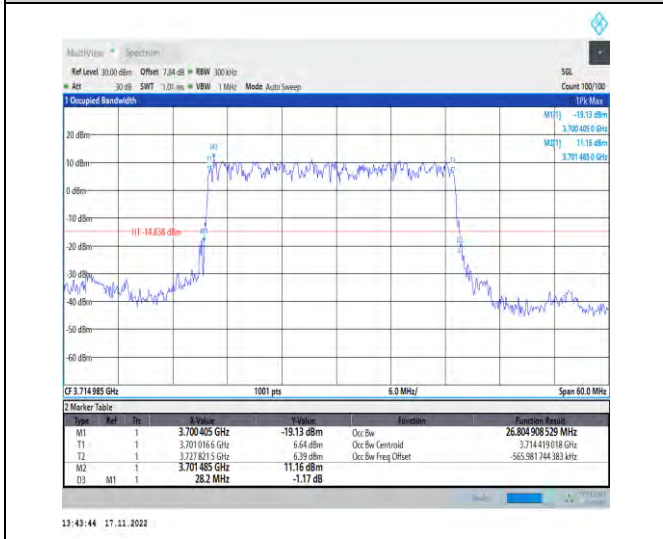 MultiView Spectrum
Ref Level 30.00 dBm Offset 7.84 dB RBW 300 kHz SGL
Att 30 dB SWT 1.01 ms VBW 1 MHz Mode Auto Sweep Count 100/100
1 Occupied Bandwidth 1Pk Max
M1[1] -19.13 dBm
3.700 405 0 GHz
M2[1] 11.16 dBm
3.701 485 0 GHz
20 dBm
M2
T1
T2
10 dBm
0 dBm
-10 dBm
H1 -14.838 dBm
M1
D3
-20 dBm
-30 dBm
-40 dBm
-50 dBm
-60 dBm
CF 3.714 985 GHz 1001 pts 6.0 MHz/ Span 60.0 MHz
2 Marker Table
Type Ref Trc X-Value Y-Value Function Function Result
M1 1 3.700405 GHz -19.13 dBm Occ Bw 26.804 908 529 MHz
T1 1 3.701 016 6 GHz 6.64 dBm Occ Bw Centroid 3.714 419 018 GHz
T2 1 3.727 821 5 GHz 6.39 dBm Occ Bw Freq Offset -565.981 744 383 kHz
M2 1 3.701485 GHz 11.16 dBm
D3 M1 1 28.2 MHz -1.17 dB
13:43:44 17.11.2022